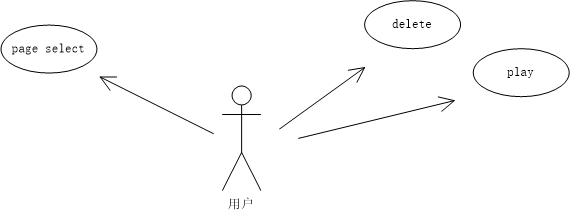 delete
page select
play
用户